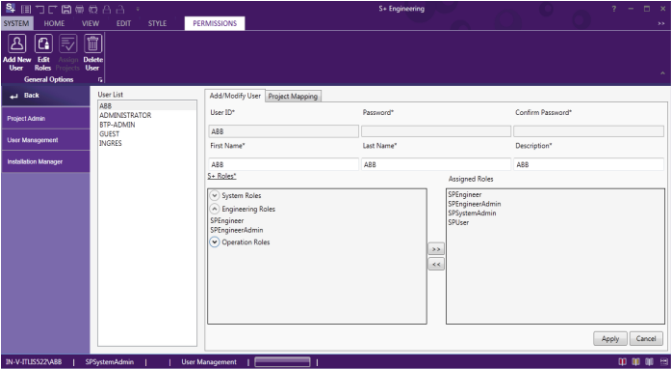 S+ Engineering
SYSTEM HOME VIEW EDIT STYLE PERMISSIONS
Add New User
Edit Roles
Assign Projects
Delete User
General Options
Back
Project Admin
User Management
Installation Manager
User List
ABB
ADMINISTRATOR
BTP-ADMIN
GUEST
INGRES
Add/Modify User Project Mapping
User ID* Password* Confirm Password*
ABB
First Name* Last Name* Description*
ABB ABB ABB
S+ Roles*
System Roles
Engineering Roles
SPEngineer
SPEngineerAdmin
Operation Roles
>>
<<
Assigned Roles
SPEngineer
SPEngineerAdmin
SPSystemAdmin
SPUser
Apply Cancel
IN-V-ITLIS522\ABB | SPSystemAdmin | | User Management | |